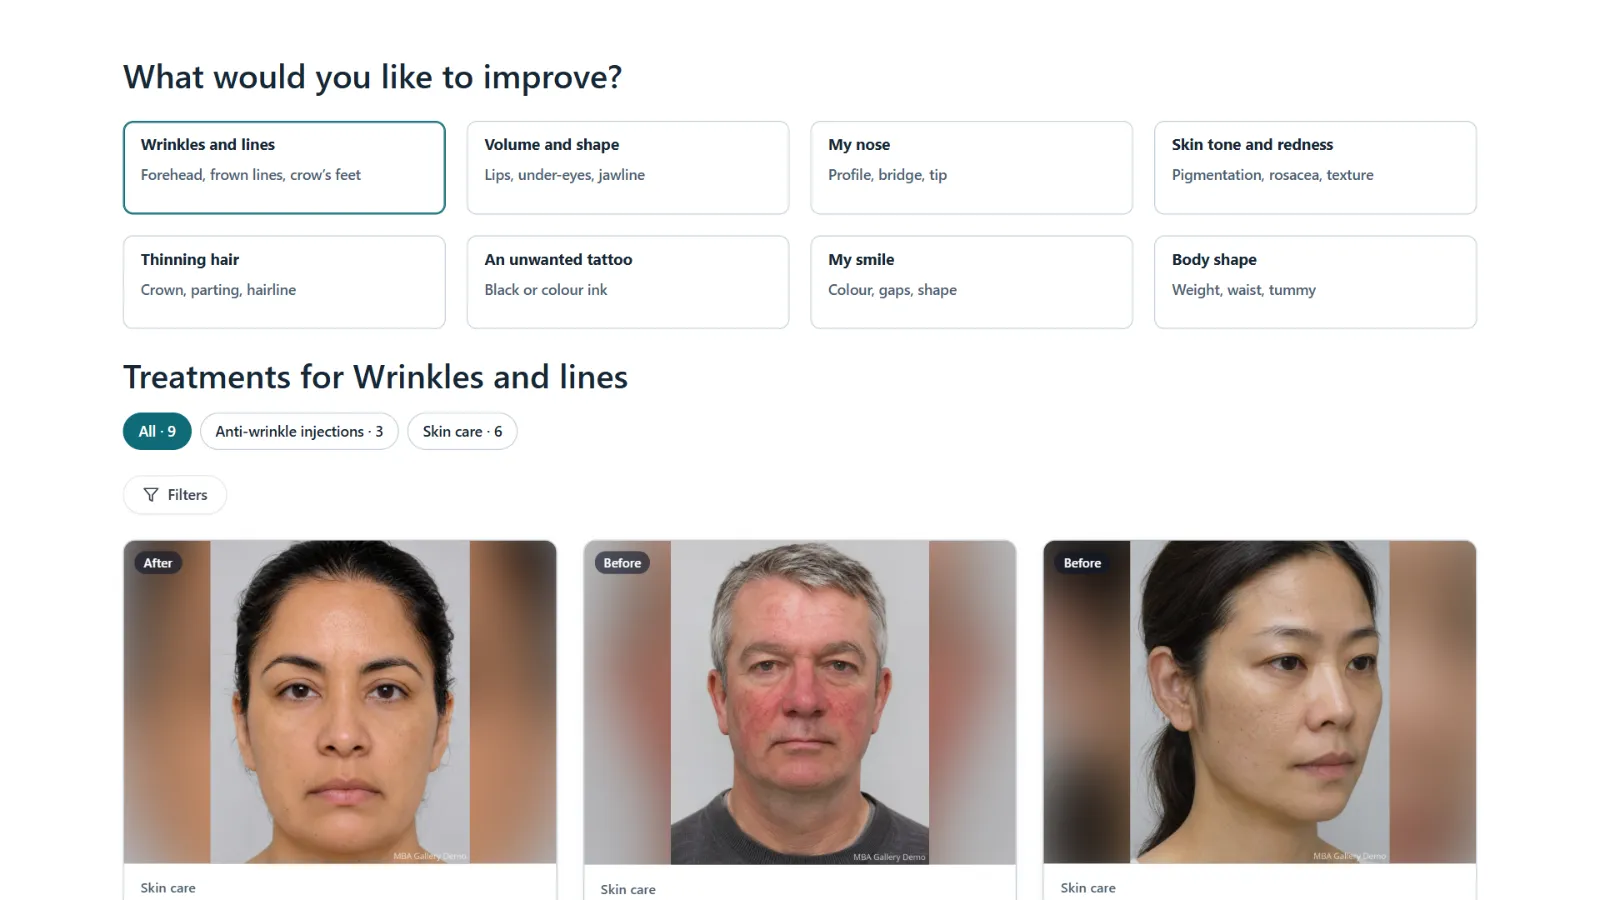 What would you like to improve?
Wrinkles and lines
Forehead, frown lines, crow’s feet
Volume and shape
Lips, under-eyes, jawline
My nose
Profile, bridge, tip
Skin tone and redness
Pigmentation, rosacea, texture
Thinning hair
Crown, parting, hairline
An unwanted tattoo
Black or colour ink
My smile
Colour, gaps, shape
Body shape
Weight, waist, tummy
Treatments for Wrinkles and lines
All · 9
Anti-wrinkle injections · 3
Skin care · 6
Filters
After
Before
Before
MBA Gallery Demo
MBA Gallery Demo
MBA Gallery Demo
Skin care
Skin care
Skin care